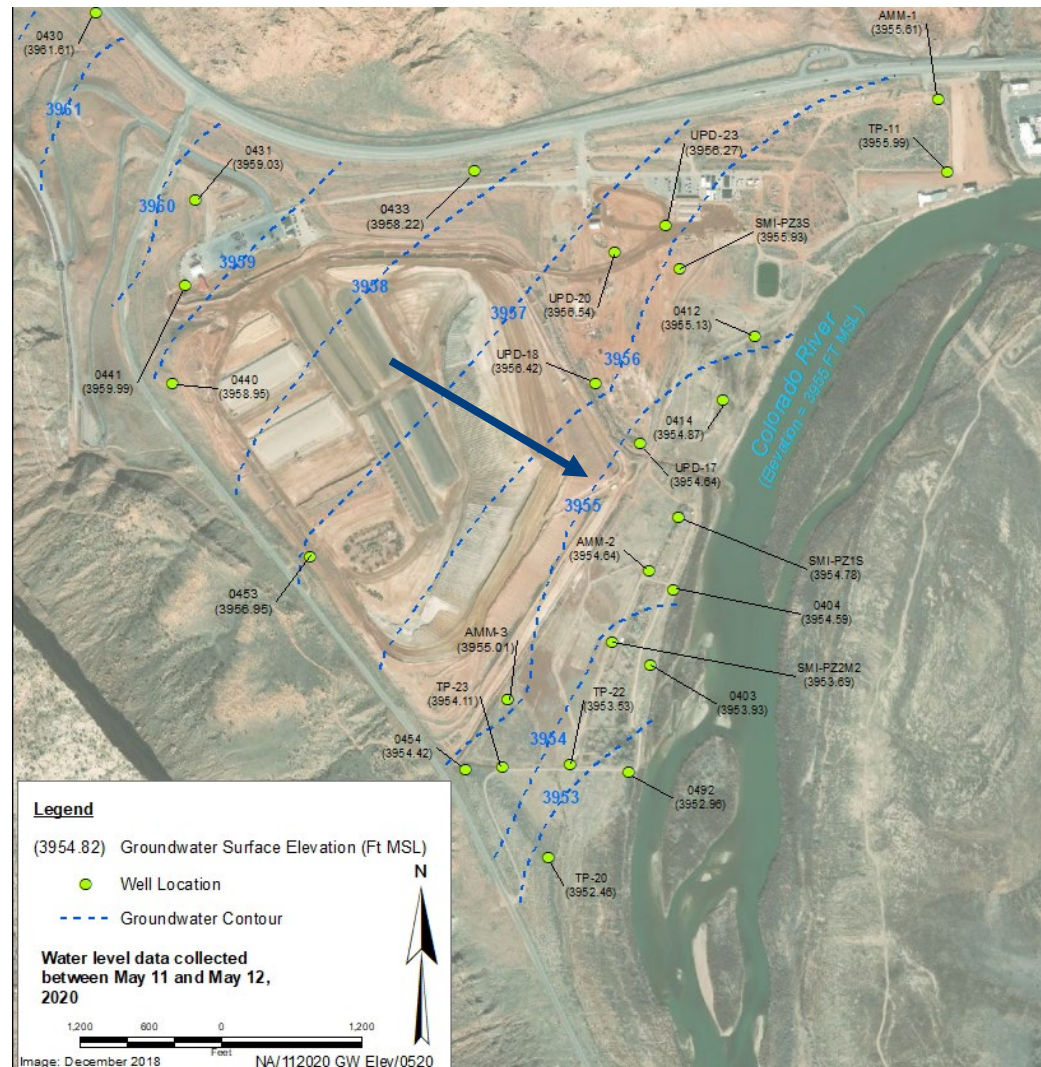 0430
(3961.61)
AMM-1
(3955.61)
3961
UPD-23
(3956.27)
TP-11
(3955.99)
0431
(3959.03)
3960
0433
(3958.22)
SMI-PZ3S
(3955.93)
3959
3958
3957
UPD-20
(3956.54)
0412
(3955.13)
0441
(3959.99)
0440
(3958.95)
UPD-18
(3956.42)
3956
Colorado River
(Elevation = 3955 FT MSL)
0414
(3954.87)
UPD-17
(3954.64)
3955
AMM-2
(3954.64)
SMI-PZ1S
(3954.78)
0453
(3956.95)
0404
(3954.59)
AMM-3
(3955.01)
SMI-PZ2M2
(3953.69)
TP-23
(3954.11)
TP-22
(3953.53)
0403
(3953.93)
0454
(3954.42)
3954
3953
0492
(3952.96)
TP-20
(3952.46)
Legend
(3954.82) Groundwater Surface Elevation (Ft MSL)
Well Location
Groundwater Contour
N
Water level data collected
between May 11 and May 12,
2020
1,200 600 0 1,200
Feet
Image: December 2018 NA/112020 GW Elev/0520